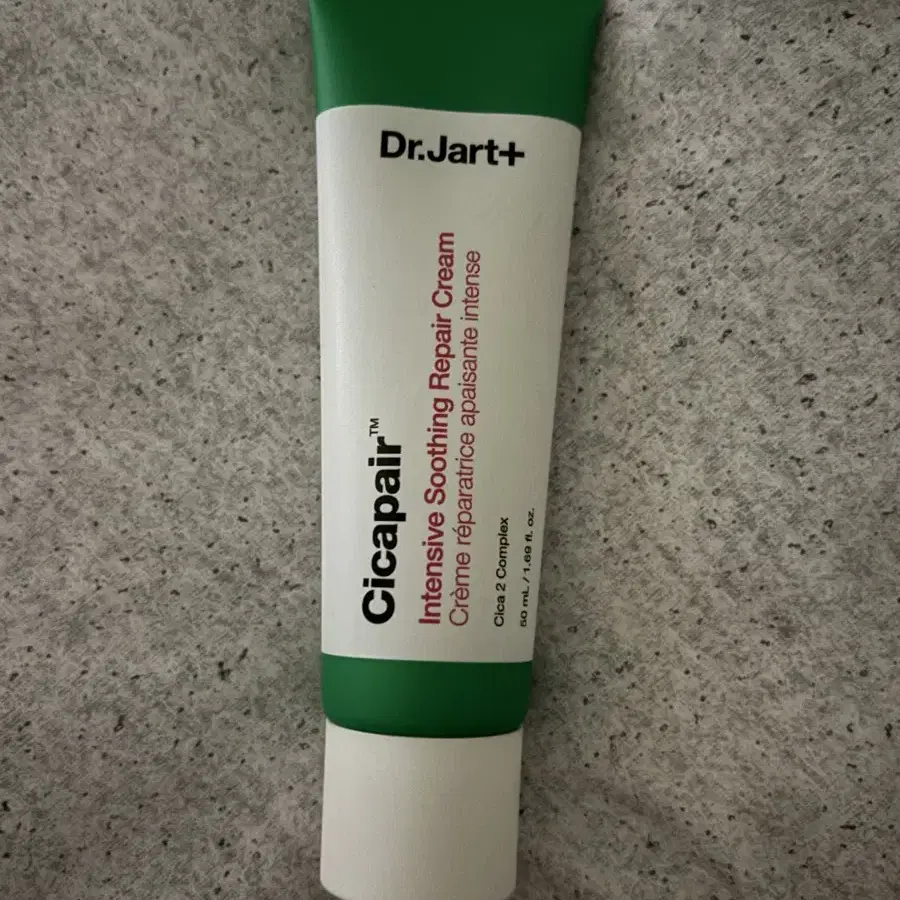 Dr.Jart+
Cicapair™
Intensive Soothing Repair Cream
Crème réparatrice apaisante intense
Cica 2 Complex
50 mL / 1.69 fl. oz.